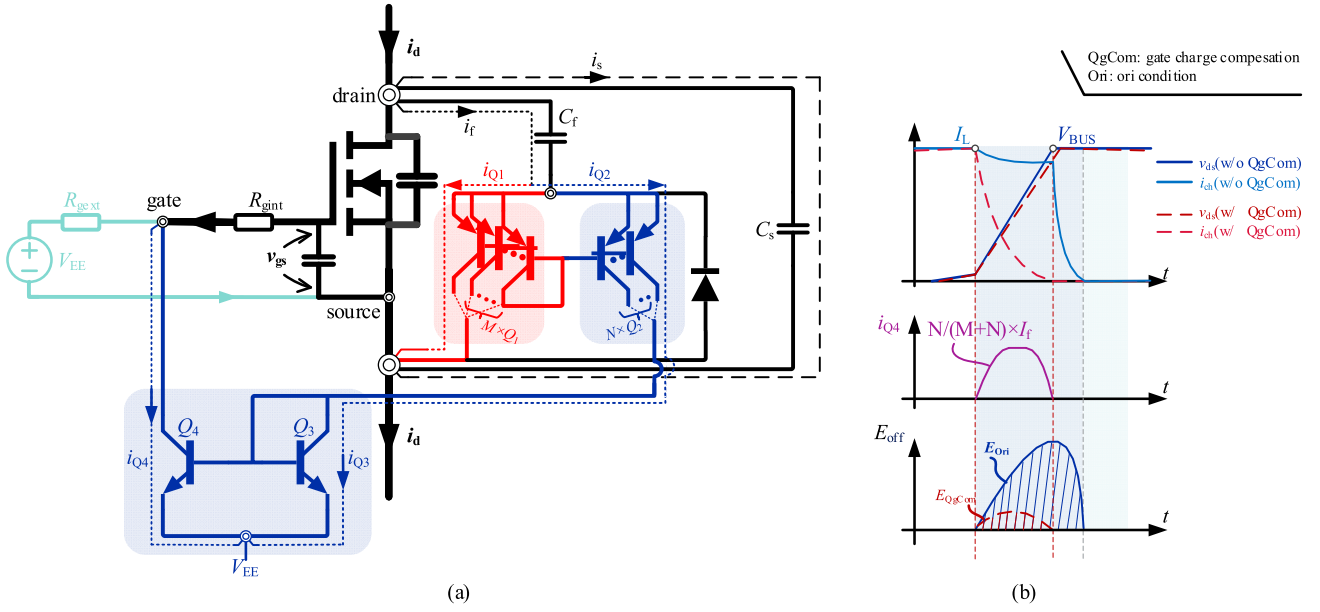 i_d
i_s
drain
i_f
C_f
i_Q1
i_Q2
R_gext
gate
R_gint
V_EE
v_gs
C_s
source
M×Q_1
N×Q_2
Q_4
Q_3
i_Q4
i_Q3
i_d
V_EE
(a)
QgCom: gate charge compesation
Ori: ori condition
I_L
V_BUS
v_ds(w/o QgCom)
i_ch(w/o QgCom)
v_ds(w/ QgCom)
i_ch(w/ QgCom)
t
i_Q4
N/(M+N)×I_f
t
E_off
E_Ori
E_QgCom
t
(b)